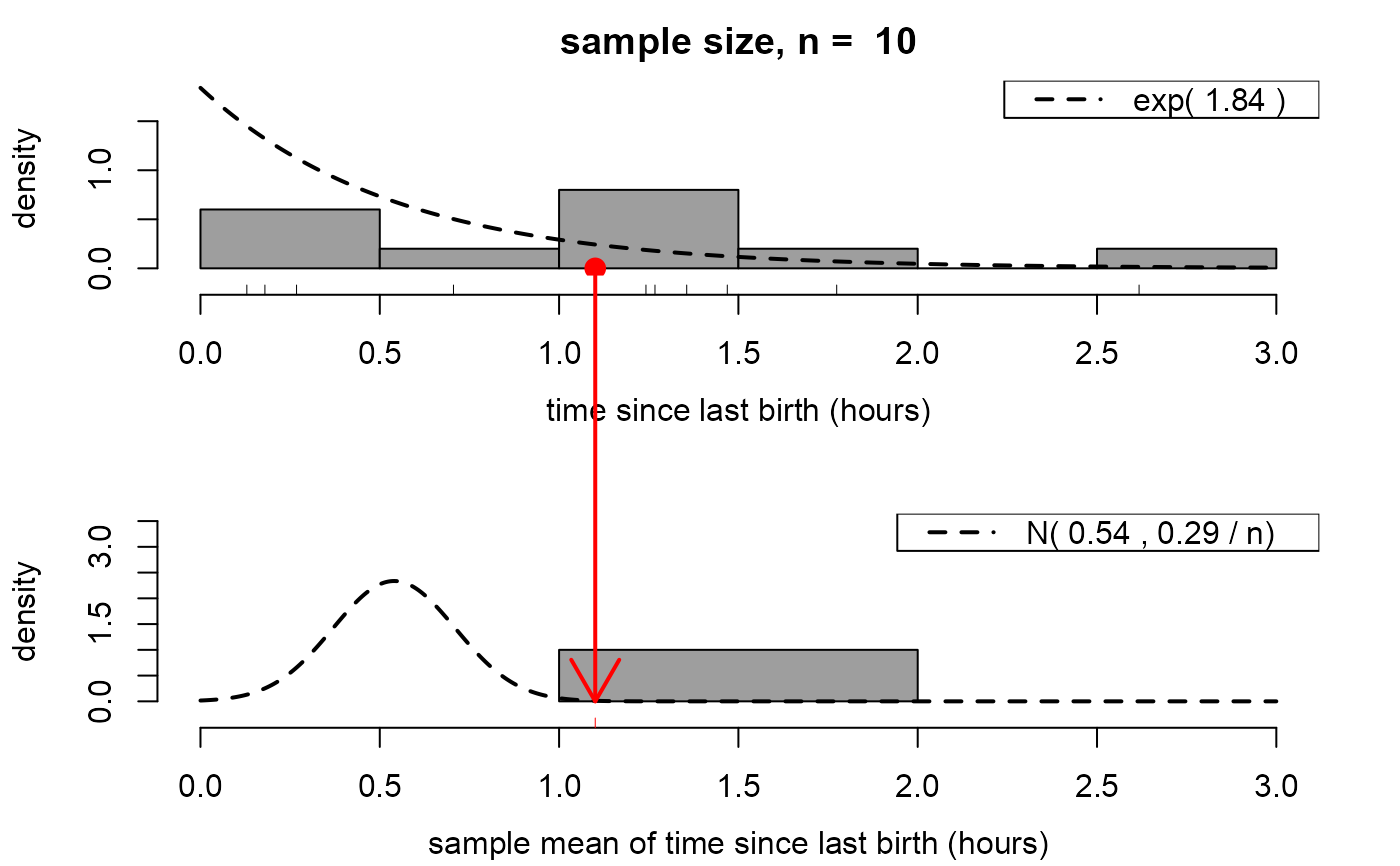 sample size, n =  10
exp( 1.84 )
density
1.0
0.0
0.0 0.5 1.0 1.5 2.0 2.5 3.0
time since last birth (hours)
N( 0.54 , 0.29 / n)
density
3.0
1.5
0.0
0.0 0.5 1.0 1.5 2.0 2.5 3.0
sample mean of time since last birth (hours)